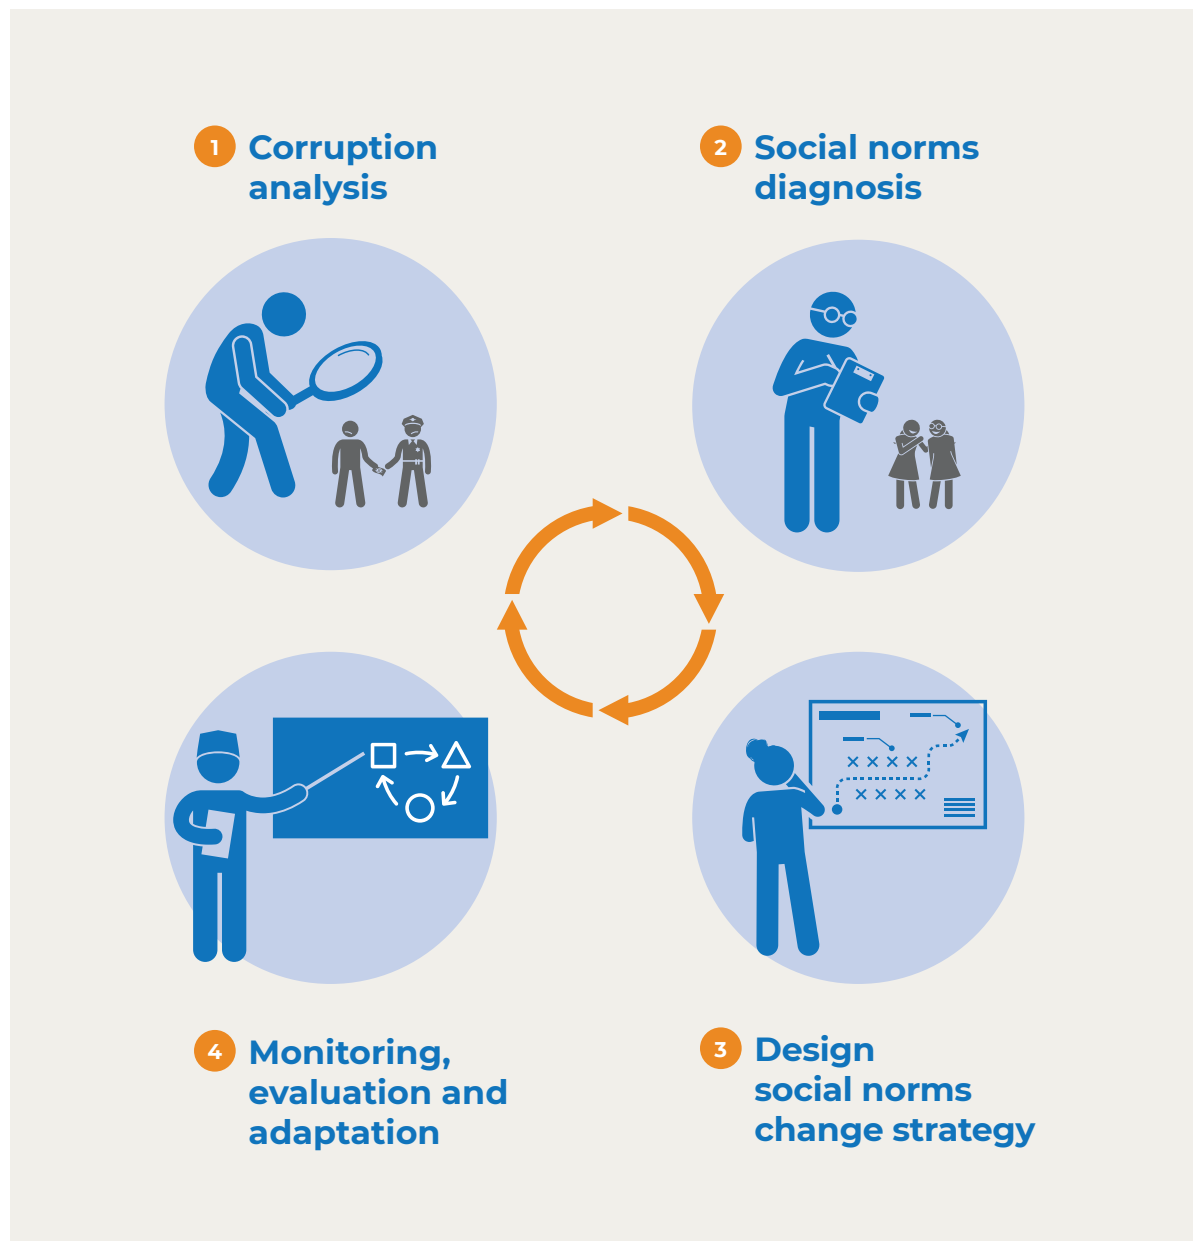 1 Corruption
analysis
2 Social norms
diagnosis
3 Design
social norms
change strategy
4 Monitoring,
evaluation and
adaptation